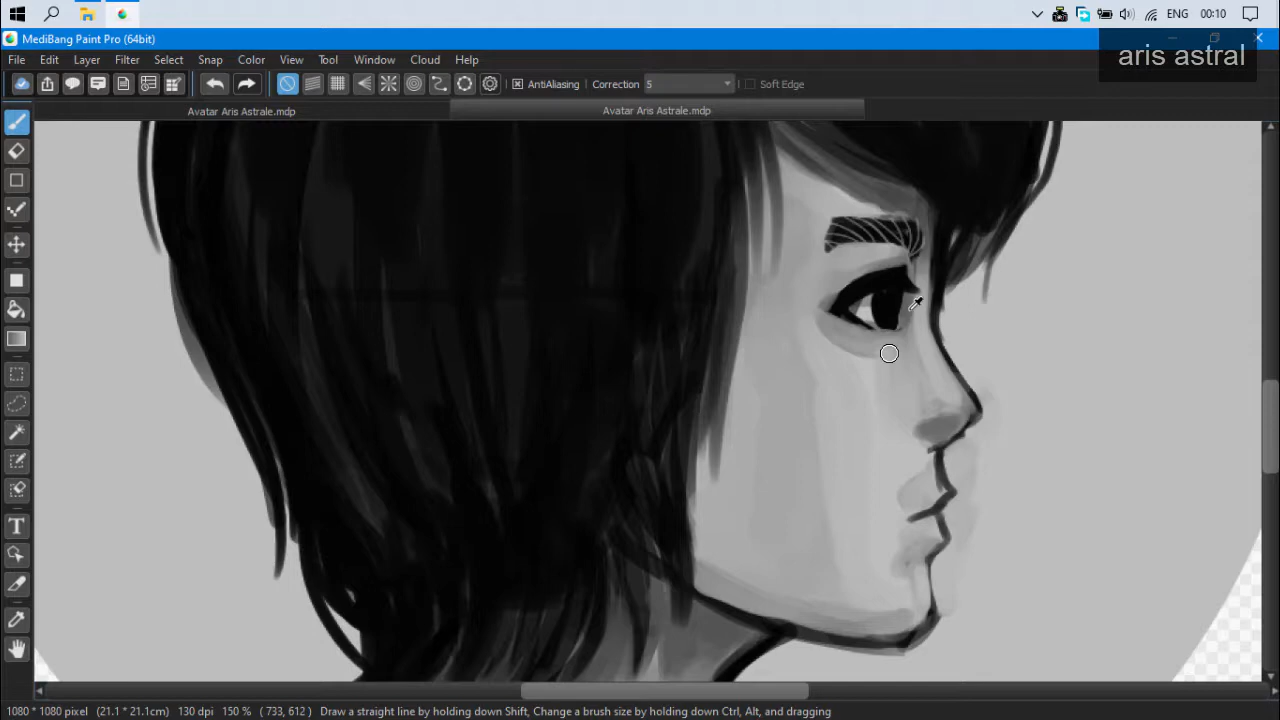 ENG 00:10
MediBang Paint Pro (64bit)
aris astral
File Edit Layer Filter Select Snap Color View Tool Window Cloud Help
AntiAliasing Correction 5 Soft Edge
Avatar Aris Astrale.mdp Avatar Aris Astrale.mdp
T
1080 * 1080 pixel (21.1 * 21.1cm) 130 dpi 150 % ( 733, 612 ) Draw a straight line by holding down Shift, Change a brush size by holding down Ctrl, Alt, and dragging